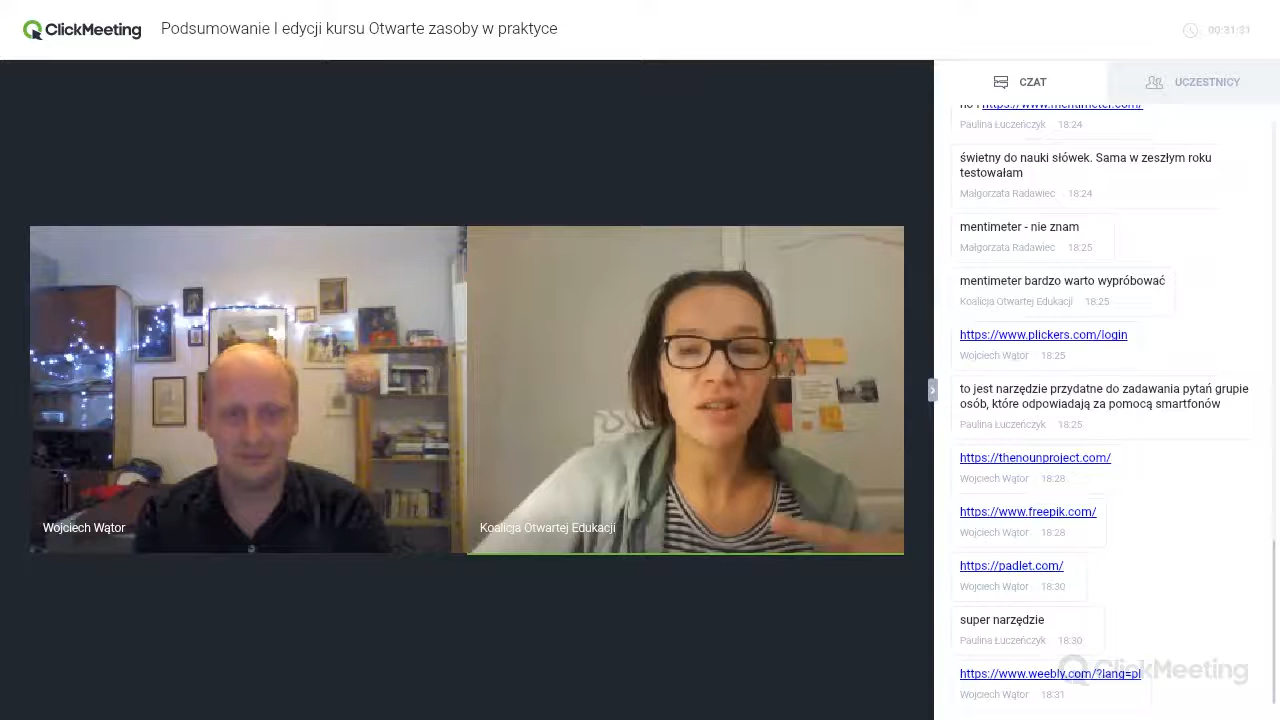 ClickMeeting
Podsumowanie I edycji kursu Otwarte zasoby w praktyce
00:31:31
CZAT
UCZESTNICY
no i https://www.mentimeter.com/
Paulina Łuczeńczyk 18:24
świetny do nauki słówek. Sama w zeszłym roku
testowałam
Małgorzata Radawiec 18:24
mentimeter - nie znam
Małgorzata Radawiec 18:25
mentimeter bardzo warto wypróbować
Koalicja Otwartej Edukacji 18:25
https://www.plickers.com/login
Wojciech Wątor 18:25
to jest narzędzie przydatne do zadawania pytań grupie
osób, które odpowiadają za pomocą smartfonów
Paulina Łuczeńczyk 18:25
https://thenounproject.com/
Wojciech Wątor 18:28
https://www.freepik.com/
Wojciech Wątor 18:28
https://padlet.com/
Wojciech Wątor 18:30
super narzędzie
Paulina Łuczeńczyk 18:30
https://www.weebly.com/?lang=pl
Wojciech Wątor 18:31
ClickMeeting
Wojciech Wątor
Koalicja Otwartej Edukacji